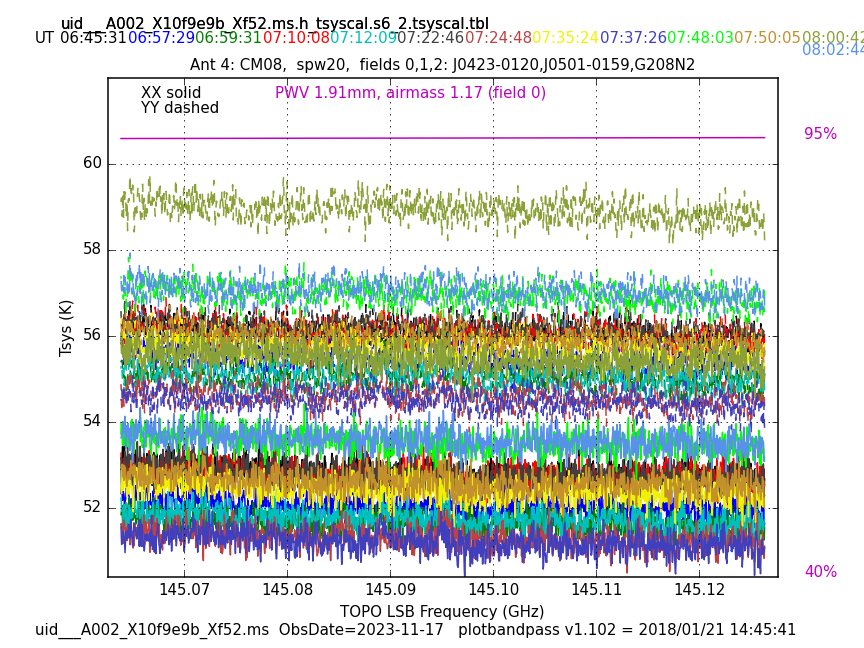 uid___A002_X10f9e9b_Xf52.ms.h_tsyscal.s6_2.tsyscal.tbl
UT 06:45:31 06:57:29 06:59:31 07:10:08 07:12:09 07:22:46 07:24:48 07:35:24 07:37:26 07:48:03 07:50:05 08:00:42
08:02:44
Ant 4: CM08,  spw20,  fields 0,1,2: J0423-0120,J0501-0159,G208N2
XX solid PWV 1.91mm, airmass 1.17 (field 0)
YY dashed
95%
60
58
56
54
52
Tsys (K)
40%
145.07 145.08 145.09 145.10 145.11 145.12
TOPO LSB Frequency (GHz)
uid___A002_X10f9e9b_Xf52.ms  ObsDate=2023-11-17   plotbandpass v1.102 = 2018/01/21 14:45:41